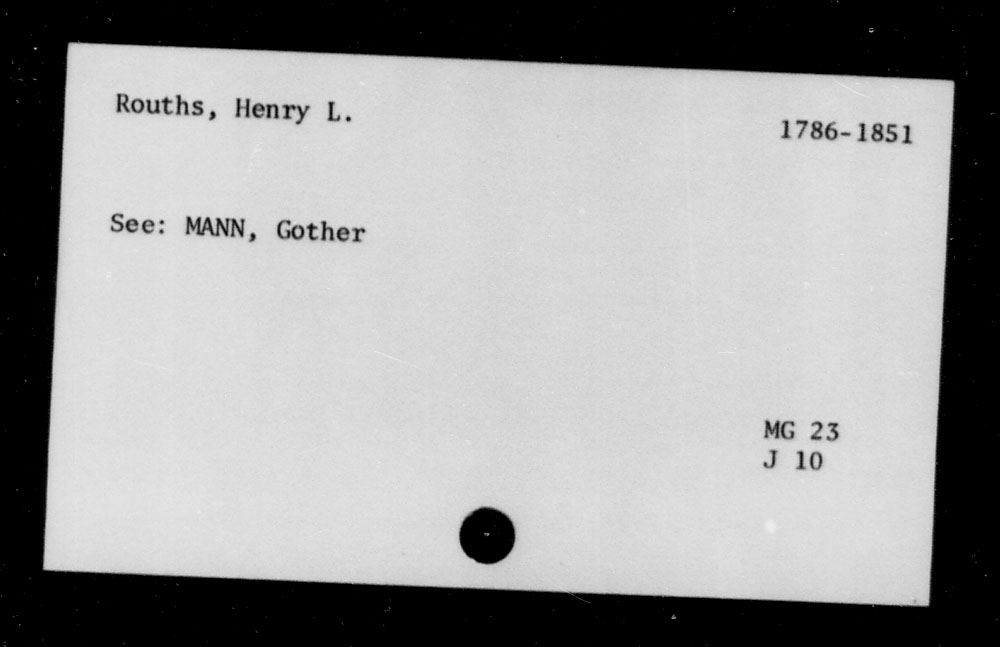 Rouths, Henry L.
1786-1851
See: MANN, Gother
MG 23
J 10